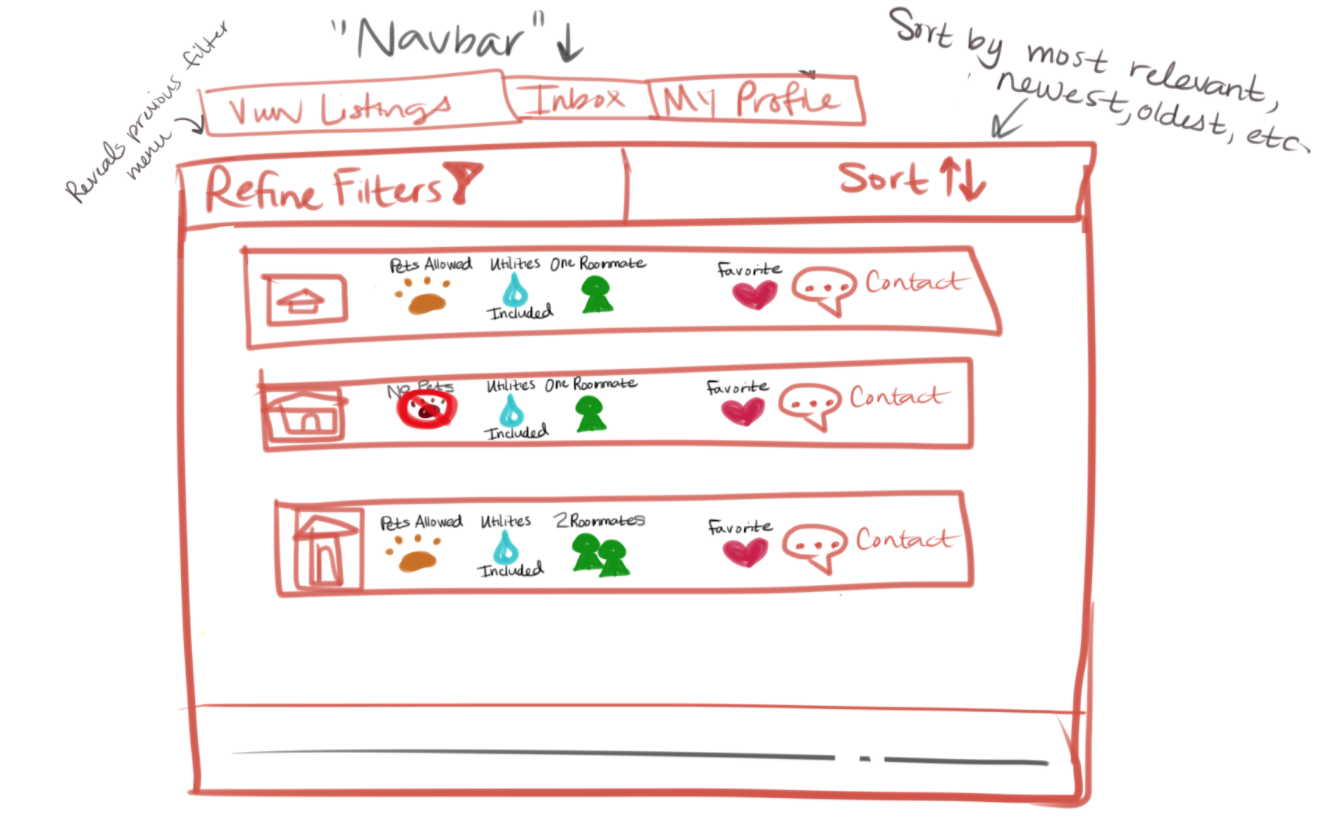 "Navbar"
Sort by most relevant,
newest, oldest, etc.
Reveals previous filter
menu
View Listings
Inbox
My Profile
Refine Filters
Sort
Pets Allowed
Utilities
Included
One Roommate
Favorite
Contact
No Pets
Utilities
Included
One Roommate
Favorite
Contact
Pets Allowed
Utilities
Included
2 Roommates
Favorite
Contact